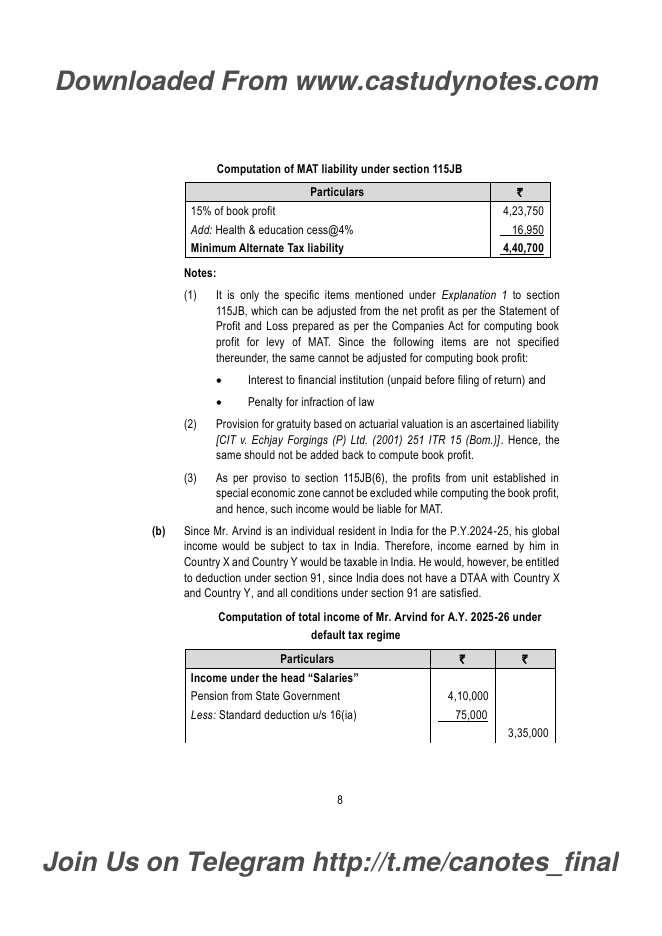 Downloaded From www.castudynotes.com
Computation of MAT liability under section 115JB
Particulars ₹
15% of book profit 4,23,750
Add: Health & education cess@4% 16,950
Minimum Alternate Tax liability 4,40,700
Notes:
(1) It is only the specific items mentioned under Explanation 1 to section
115JB, which can be adjusted from the net profit as per the Statement of
Profit and Loss prepared as per the Companies Act for computing book
profit for levy of MAT. Since the following items are not specified
thereunder, the same cannot be adjusted for computing book profit:
• Interest to financial institution (unpaid before filing of return) and
• Penalty for infraction of law
(2) Provision for gratuity based on actuarial valuation is an ascertained liability
[CIT v. Echjay Forgings (P) Ltd. (2001) 251 ITR 15 (Bom.)]. Hence, the
same should not be added back to compute book profit.
(3) As per proviso to section 115JB(6), the profits from unit established in
special economic zone cannot be excluded while computing the book profit,
and hence, such income would be liable for MAT.
(b) Since Mr. Arvind is an individual resident in India for the P.Y.2024-25, his global
income would be subject to tax in India. Therefore, income earned by him in
Country X and Country Y would be taxable in India. He would, however, be entitled
to deduction under section 91, since India does not have a DTAA with Country X
and Country Y, and all conditions under section 91 are satisfied.
Computation of total income of Mr. Arvind for A.Y. 2025-26 under
default tax regime
Particulars ₹ ₹
Income under the head “Salaries”
Pension from State Government 4,10,000
Less: Standard deduction u/s 16(ia) 75,000
3,35,000
8
Join Us on Telegram http://t.me/canotes_final